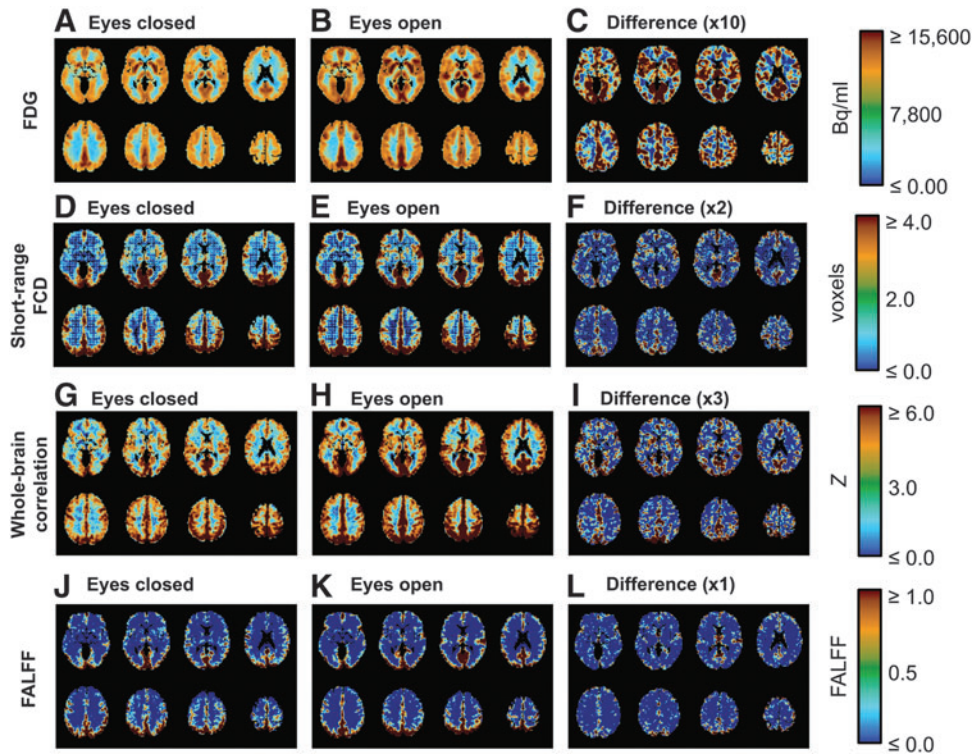 A Eyes closed
B Eyes open
C Difference (x10)
FDG
≥ 15,600
7,800
≤ 0.00
Bq/ml
D Eyes closed
E Eyes open
F Difference (x2)
Short-range
FCD
≥ 4.0
2.0
≤ 0.0
voxels
G Eyes closed
H Eyes open
I Difference (x3)
Whole-brain
correlation
≥ 6.0
3.0
≤ 0.0
Z
J Eyes closed
K Eyes open
L Difference (x1)
FALFF
≥ 1.0
0.5
≤ 0.0
FALFF